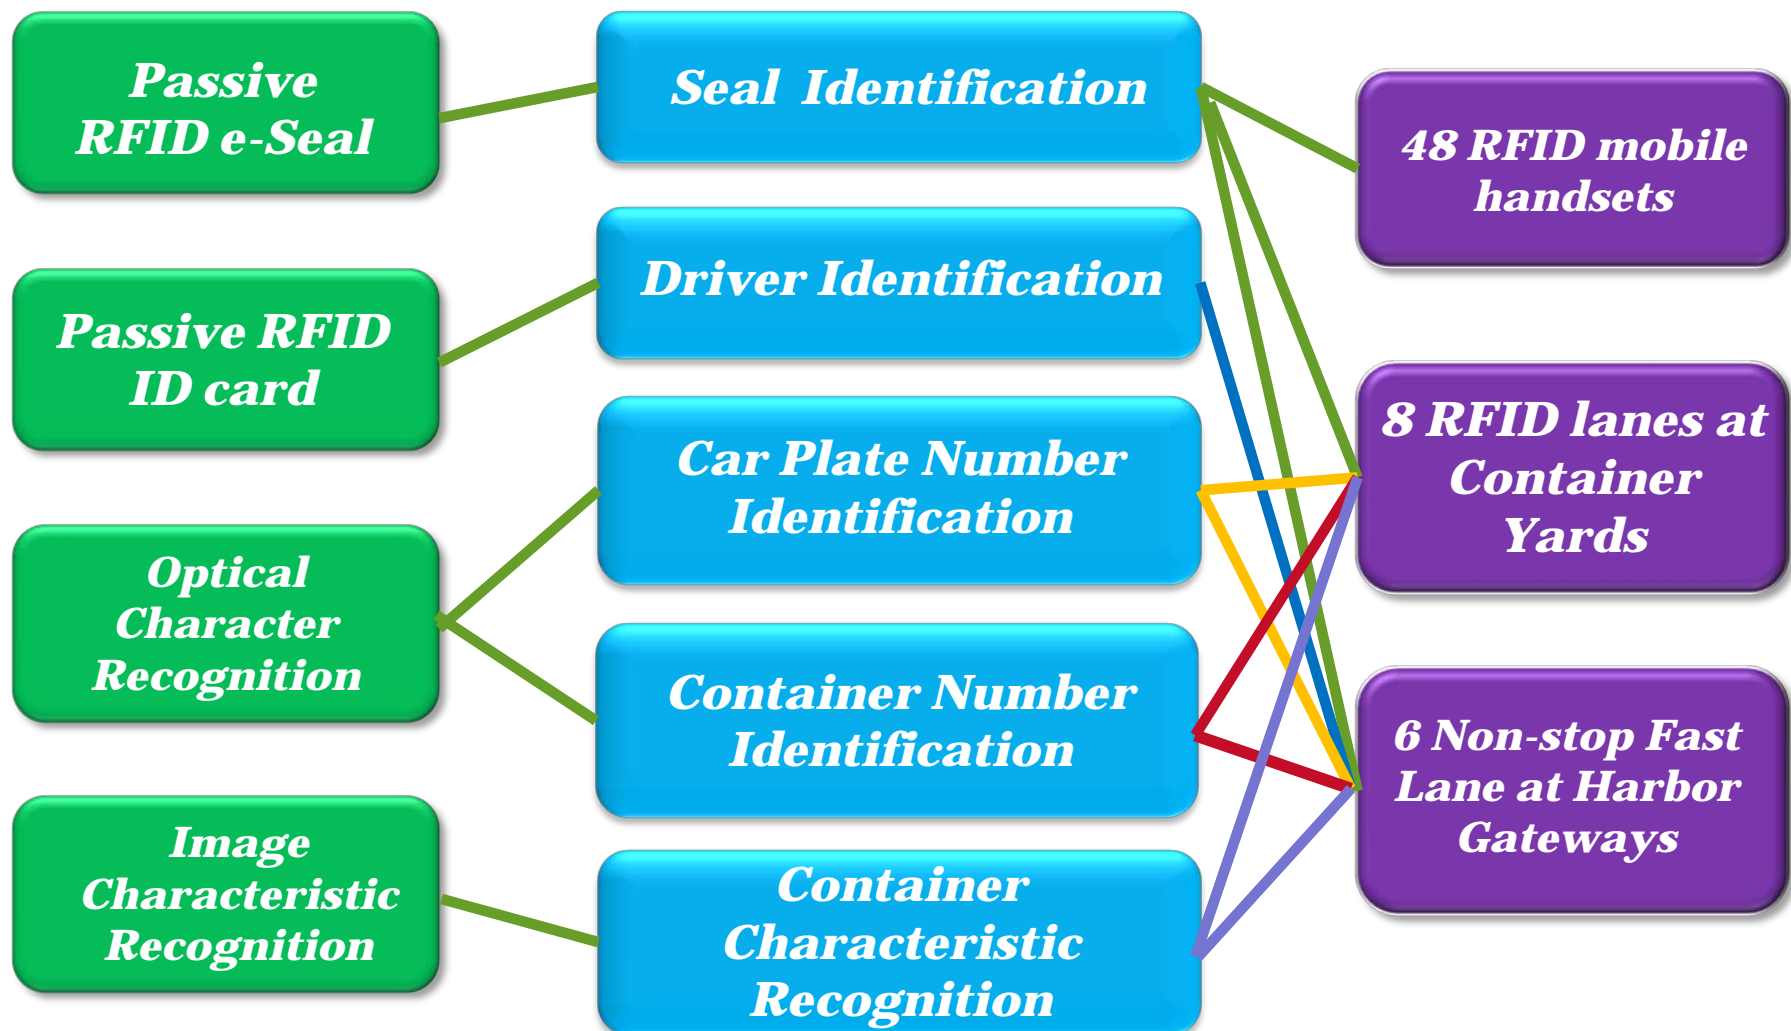 Passive
RFID e-Seal
Passive RFID
ID card
Optical
Character
Recognition
Image
Characteristic
Recognition
Seal  Identification
Driver Identification
Car Plate Number
Identification
Container Number
Identification
Container
Characteristic
Recognition
48 RFID mobile
handsets
8 RFID lanes at
Container
Yards
6 Non-stop Fast
Lane at Harbor
Gateways